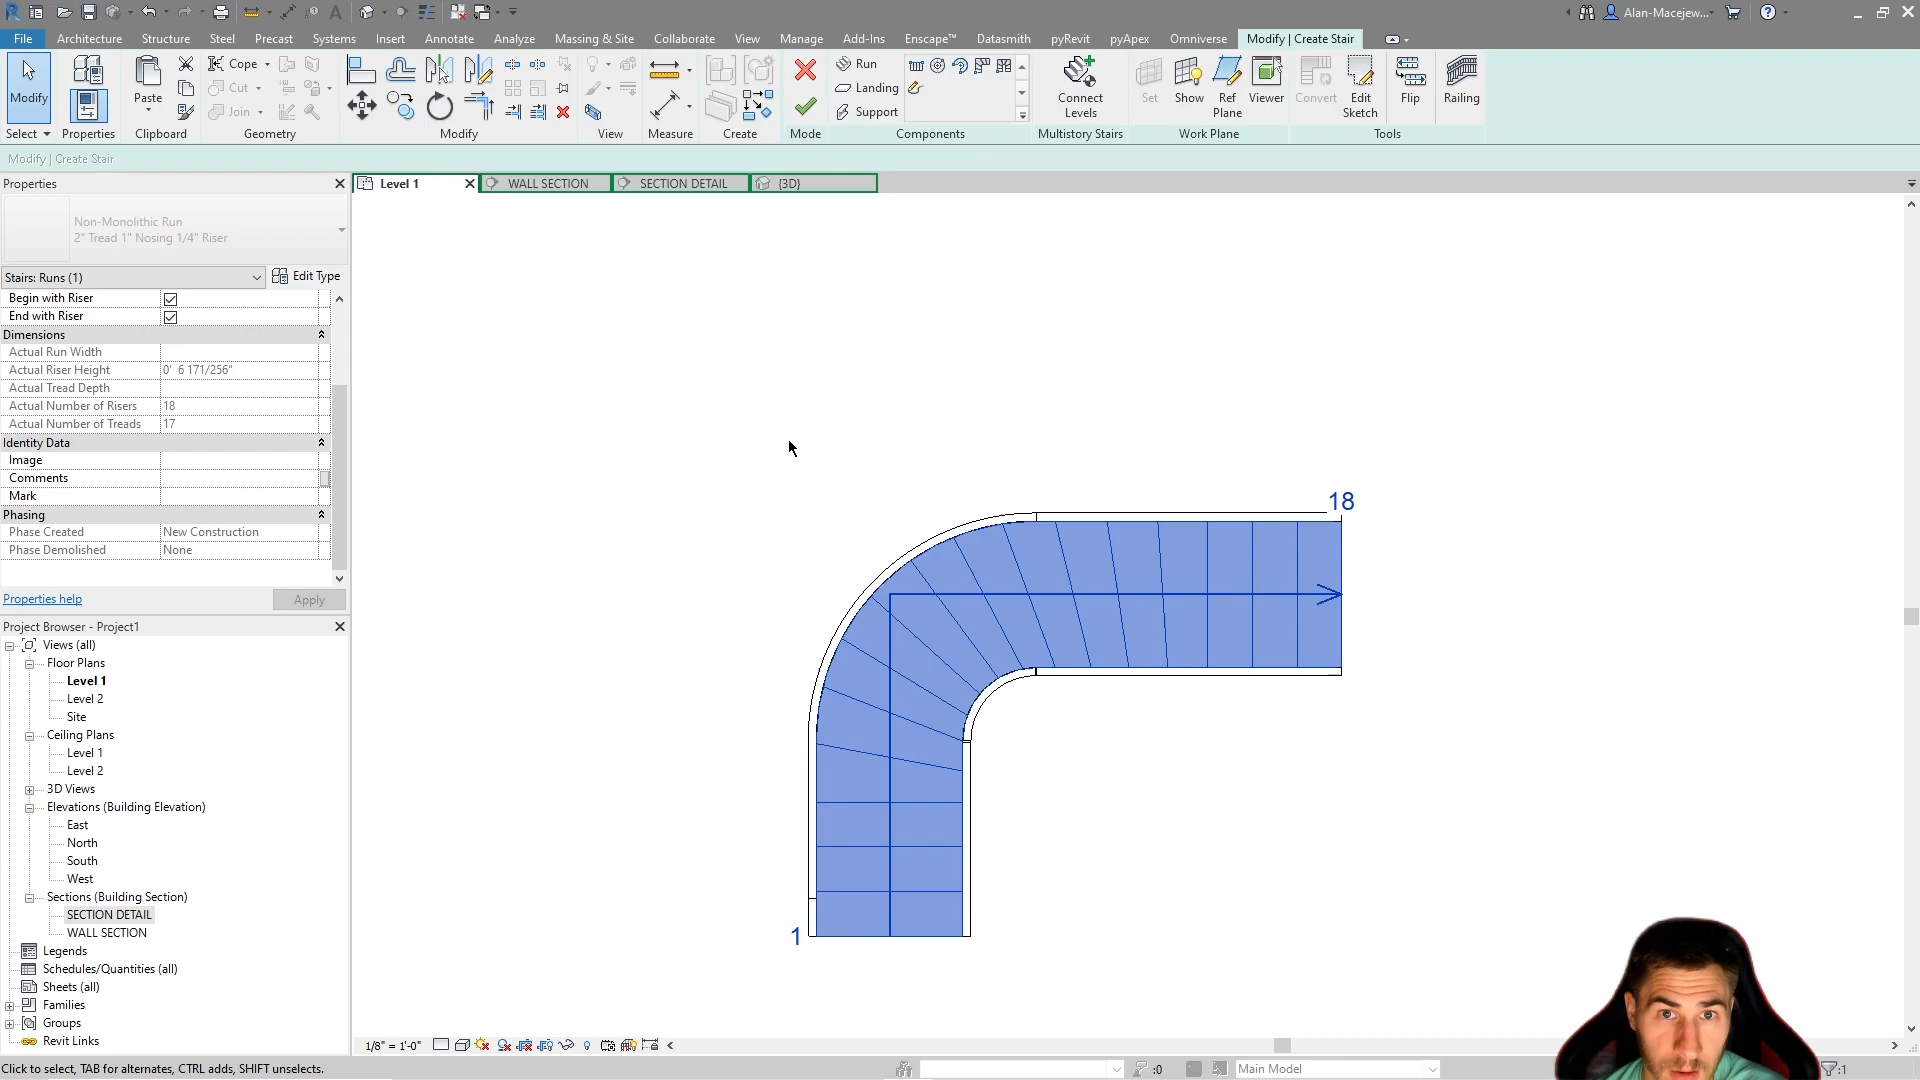 Alan-Macejew...
File Architecture Structure Steel Precast Systems Insert Annotate Analyze Massing & Site Collaborate View Manage Add-Ins Enscape™ Datasmith pyRevit pyApex Omniverse Modify | Create Stair
Modify
Select
Properties
Paste
Clipboard
Cope
Cut
Join
Geometry
Modify
View
Measure
Create
Mode
Run
Landing
Support
Components
Connect Levels
Multistory Stairs
Set
Show
Ref Plane
Viewer
Work Plane
Convert
Edit Sketch
Flip
Tools
Railing
Modify | Create Stair
Properties
Level 1
WALL SECTION
SECTION DETAIL
{3D}
Non-Monolithic Run
2" Tread 1" Nosing 1/4" Riser
Stairs: Runs (1)
Edit Type
Begin with Riser
End with Riser
Dimensions
Actual Run Width
Actual Riser Height 0' 6 171/256"
Actual Tread Depth
Actual Number of Risers 18
Actual Number of Treads 17
Identity Data
Image
Comments
Mark
Phasing
Phase Created New Construction
Phase Demolished None
Properties help
Apply
Project Browser - Project1
Views (all)
Floor Plans
Level 1
Level 2
Site
Ceiling Plans
Level 1
Level 2
3D Views
Elevations (Building Elevation)
East
North
South
West
Sections (Building Section)
SECTION DETAIL
WALL SECTION
Legends
Schedules/Quantities (all)
Sheets (all)
Families
Groups
Revit Links
18
1
1/8" = 1'-0"
Click to select, TAB for alternates, CTRL adds, SHIFT unselects.
:0
Main Model
:1